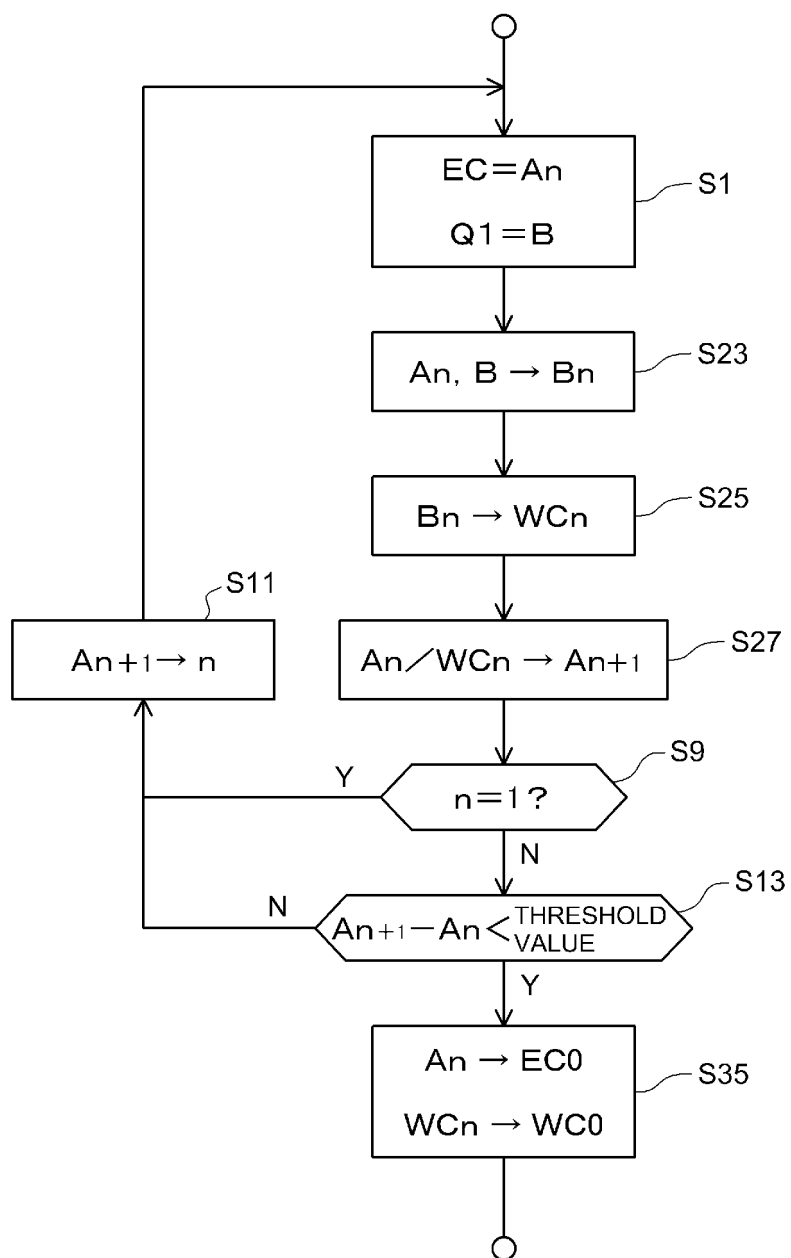 EC=An
Q1=B
S1
An, B → Bn
S23
Bn → WCn
S25
S11
An+1→ n
An/WCn → An+1
S27
Y
n=1?
S9
N
N
An+1-An< THRESHOLD VALUE
S13
Y
An → EC0
WCn → WC0
S35